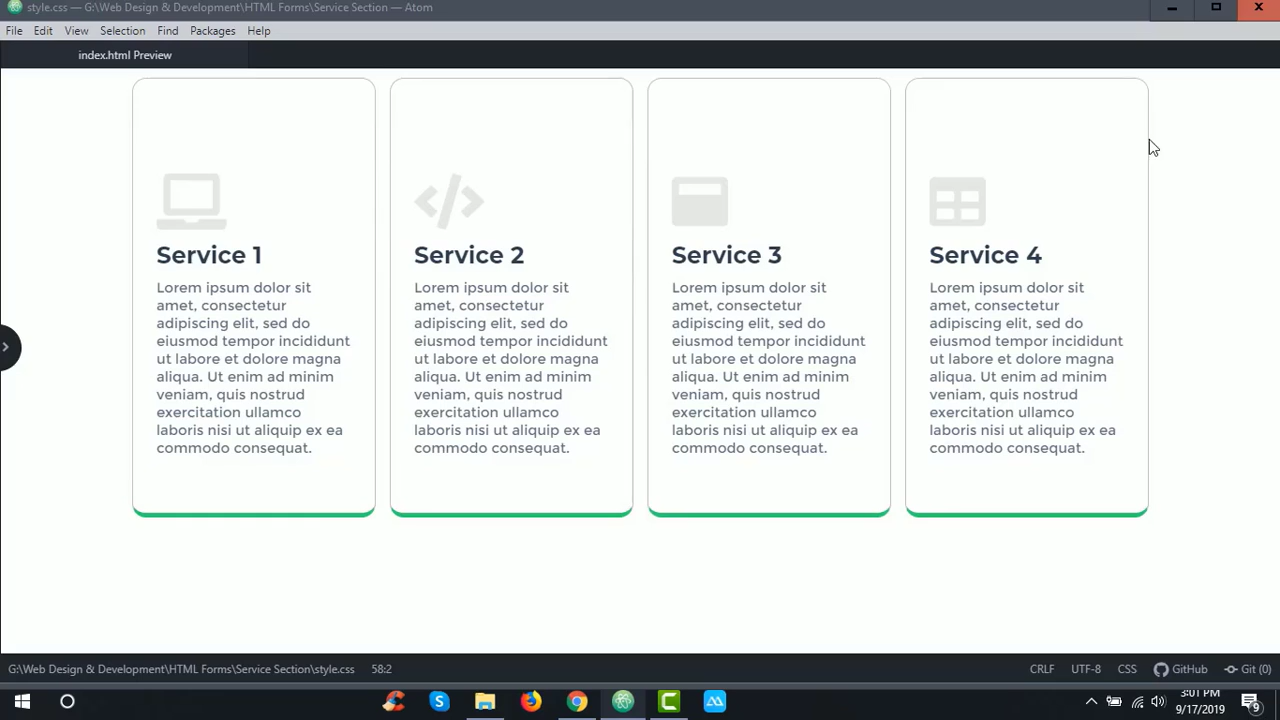 style.css — G:\Web Design & Development\HTML Forms\Service Section — Atom
File Edit View Selection Find Packages Help
index.html Preview
Service 1
Lorem ipsum dolor sit
amet, consectetur
adipiscing elit, sed do
eiusmod tempor incididunt
ut labore et dolore magna
aliqua. Ut enim ad minim
veniam, quis nostrud
exercitation ullamco
laboris nisi ut aliquip ex ea
commodo consequat.
Service 2
Lorem ipsum dolor sit
amet, consectetur
adipiscing elit, sed do
eiusmod tempor incididunt
ut labore et dolore magna
aliqua. Ut enim ad minim
veniam, quis nostrud
exercitation ullamco
laboris nisi ut aliquip ex ea
commodo consequat.
Service 3
Lorem ipsum dolor sit
amet, consectetur
adipiscing elit, sed do
eiusmod tempor incididunt
ut labore et dolore magna
aliqua. Ut enim ad minim
veniam, quis nostrud
exercitation ullamco
laboris nisi ut aliquip ex ea
commodo consequat.
Service 4
Lorem ipsum dolor sit
amet, consectetur
adipiscing elit, sed do
eiusmod tempor incididunt
ut labore et dolore magna
aliqua. Ut enim ad minim
veniam, quis nostrud
exercitation ullamco
laboris nisi ut aliquip ex ea
commodo consequat.
G:\Web Design & Development\HTML Forms\Service Section\style.css 58:2 CRLF UTF-8 CSS GitHub Git (0)
3:01 PM
9/17/2019